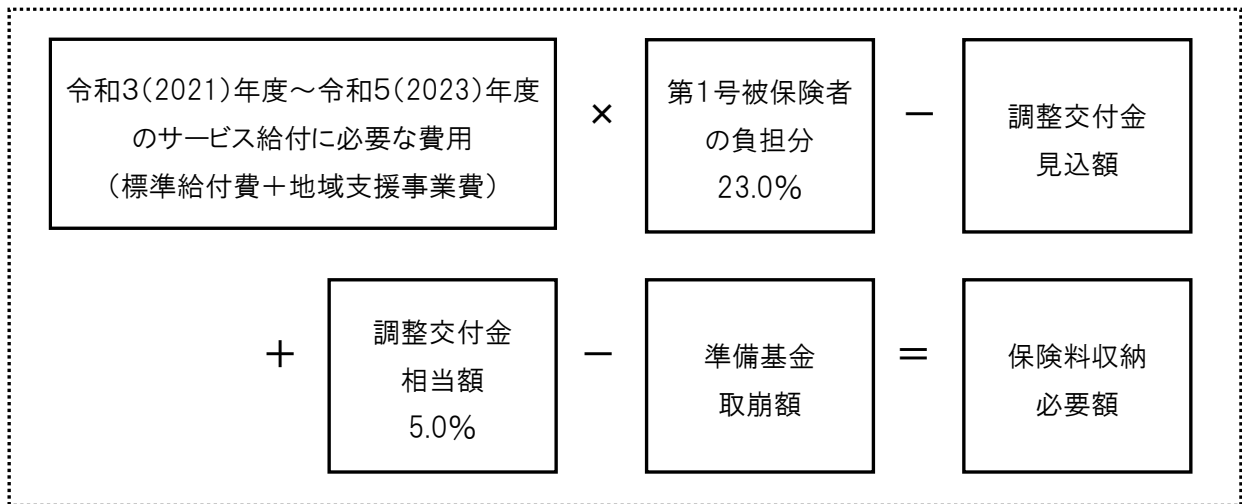 令和3(2021)年度～令和5(2023)年度
のサービス給付に必要な費用
(標準給付費+地域支援事業費)
×
第1号被保険者
の負担分
23.0%
－
調整交付金
見込額
＋
調整交付金
相当額
5.0%
－
準備基金
取崩額
＝
保険料収納
必要額